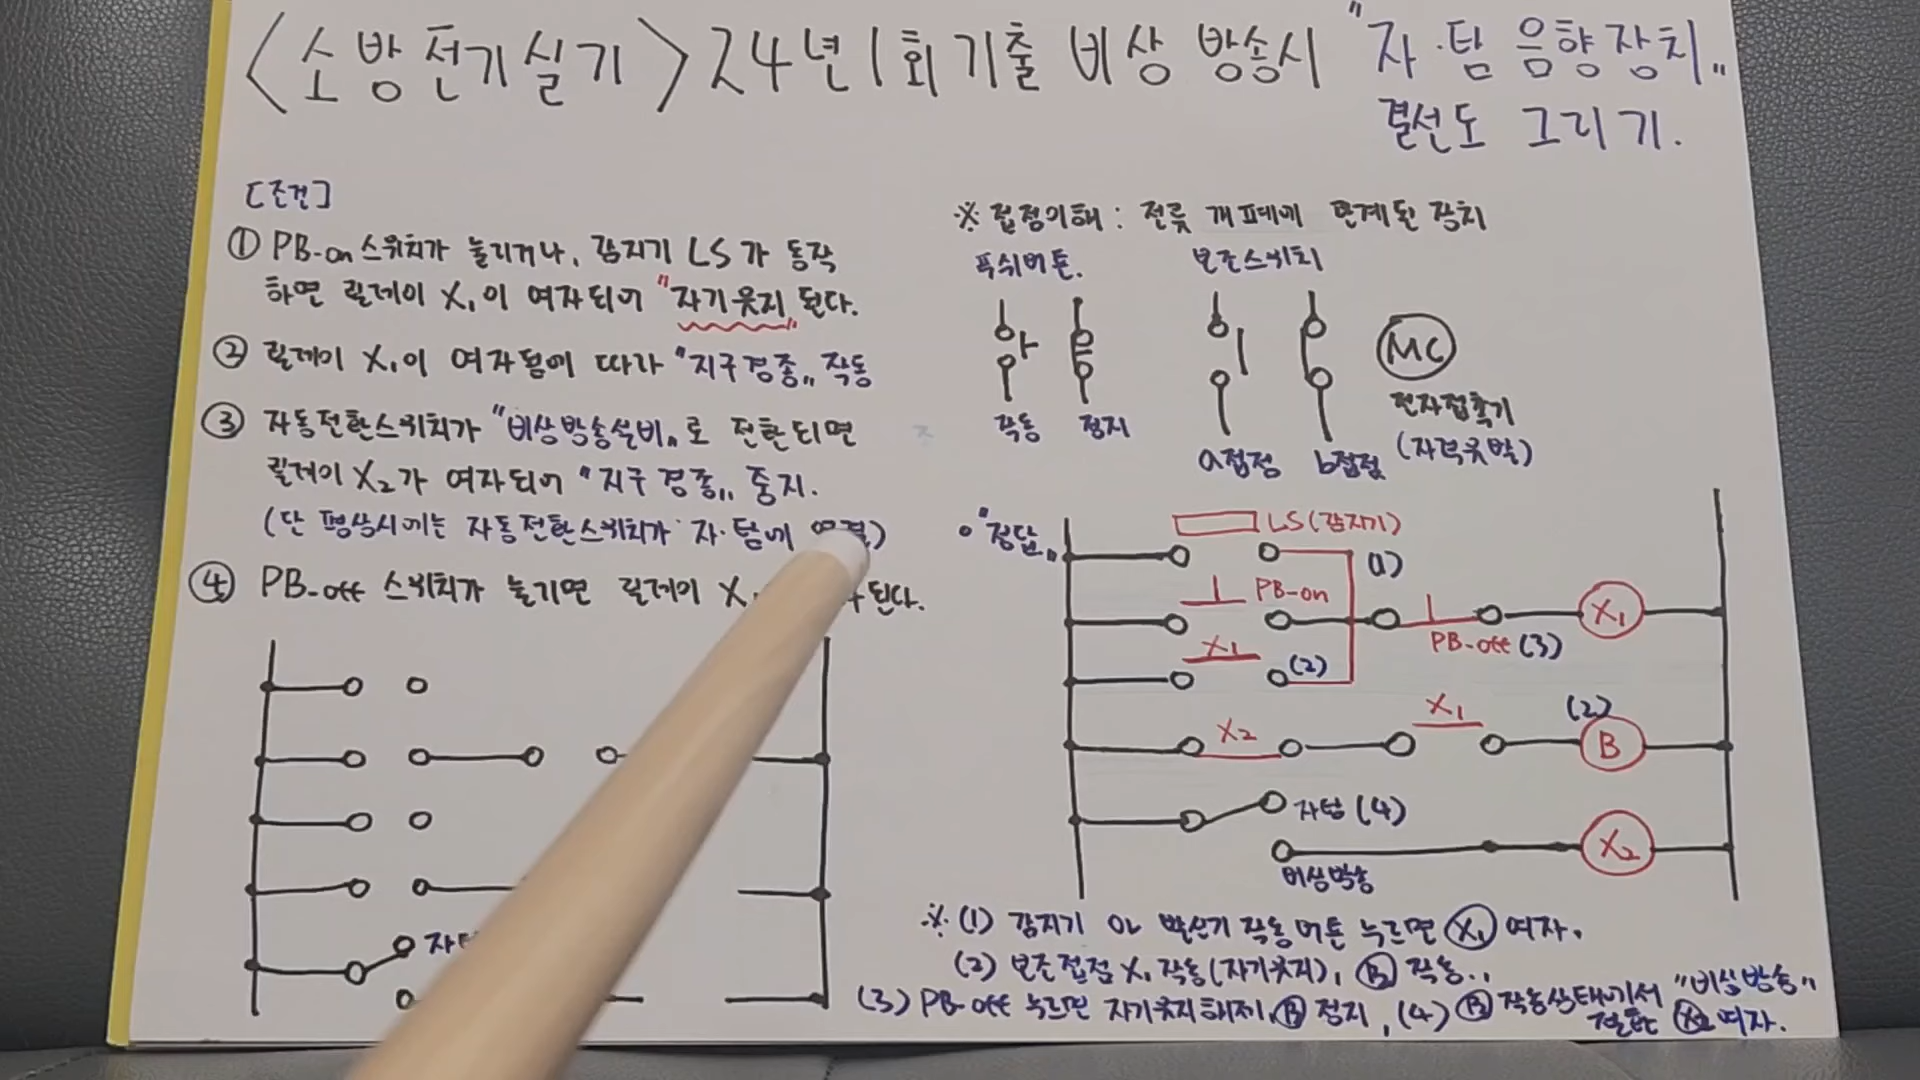 <소방전기실기> 24년 1회 기출 비상 방송시 "자·탐 음향장치"
결선도 그리기.
[조건]
① PB-on 스위치가 눌리거나, 감지기 LS가 동작
하면 릴레이 X₁이 여자되어 "자기유지"된다.
② 릴레이 X₁이 여자됨에 따라 "지구경종" 작동
③ 자동전환스위치가 "비상방송설비"로 전환되면
릴레이 X₂가 여자되어 "지구경종" 중지.
(단 평상시에는 자동전환스위치가 자·탐에 연결)
④ PB-off 스위치가 눌리면 릴레이 X 된다.
자
※ 접점이해 : 전류 개폐에 관계된 장치
푸쉬버튼.
보조스위치
MC
작동
정지
a접점
b접점
전자접촉기
(자력유발)
○ "정답"
LS(감지기)
(1)
PB-on
X₁
PB-off (3)
X₁
(2)
X₂
X₁
(2)
B
자탐 (4)
X₂
비상방송
※ (1) 감지기 or 발신기 작동버튼 누르면 X₁ 여자.
(2) 보조접점 X₁ 작동(자기유지), B 작동.,
(3) PB-off 누르면 자기유지해제, B 정지, (4) B 작동상태에서 "비상방송"
전환 X₂ 여자.